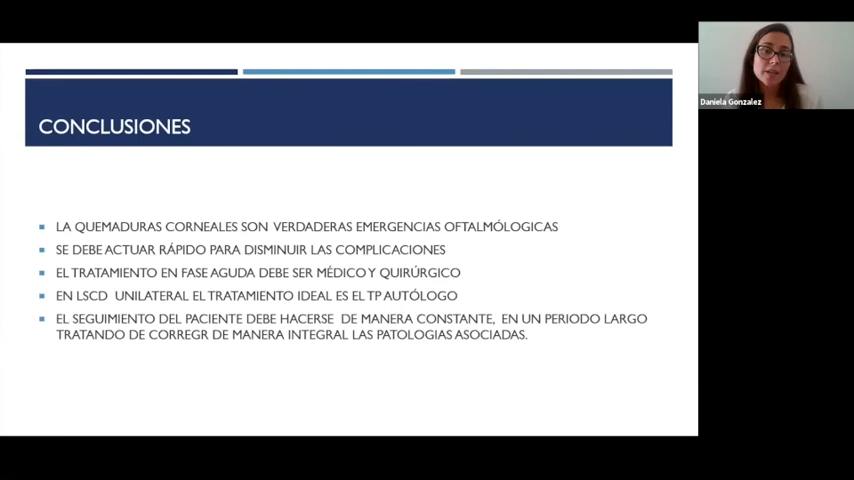 CONCLUSIONES
LA QUEMADURAS CORNEALES SON VERDADERAS EMERGENCIAS OFTALMÓLOGICAS
SE DEBE ACTUAR RÁPIDO PARA DISMINUIR LAS COMPLICACIONES
EL TRATAMIENTO EN FASE AGUDA DEBE SER MÉDICO Y QUIRÚRGICO
EN LSCD UNILATERAL EL TRATAMIENTO IDEAL ES EL TP AUTÓLOGO
EL SEGUIMIENTO DEL PACIENTE DEBE HACERSE DE MANERA CONSTANTE, EN UN PERIODO LARGO
TRATANDO DE CORREGR DE MANERA INTEGRAL LAS PATOLOGIAS ASOCIADAS.
Daniela Gonzalez